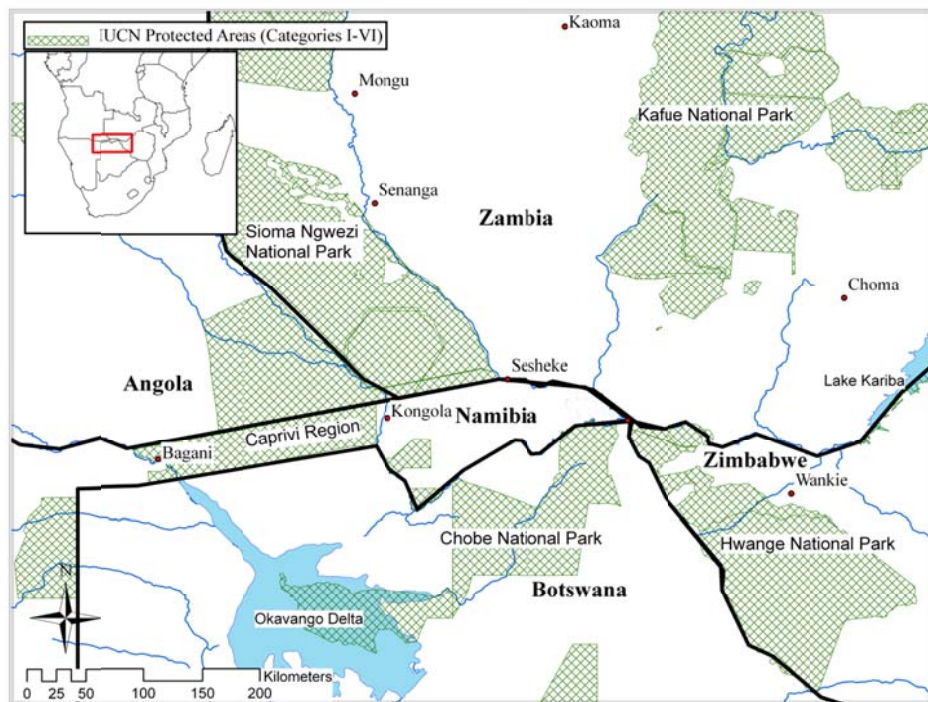 IUCN Protected Areas (Categories I-VI)
Kaoma
Mongu
Kafue National Park
Senanga
Zambia
Sioma Ngwezi
National Park
Choma
Sesheke
Angola
Lake Kariba
Kongola
Namibia
Caprivi Region
Bagani
Zimbabwe
Wankie
Chobe National Park
Hwange National Park
Botswana
N
Okavango Delta
Kilometers
0 25 50 100 150 200